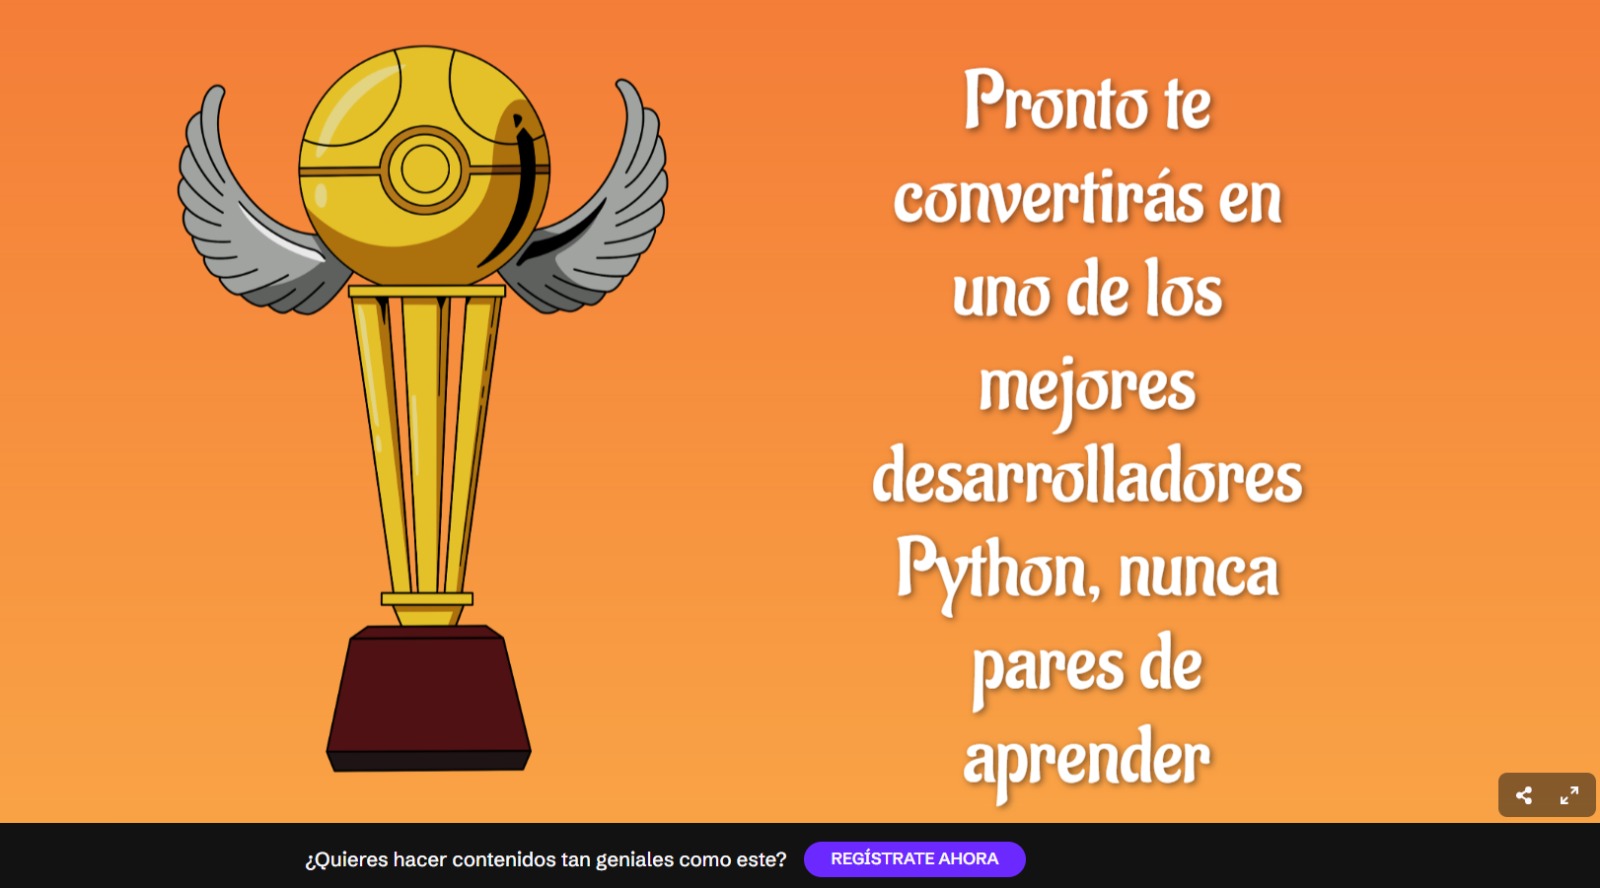 Pronto te
convertirás en
uno de los
mejores
desarrolladores
Python, nunca
pares de
aprender
¿Quieres hacer contenidos tan geniales como este?
REGÍSTRATE AHORA